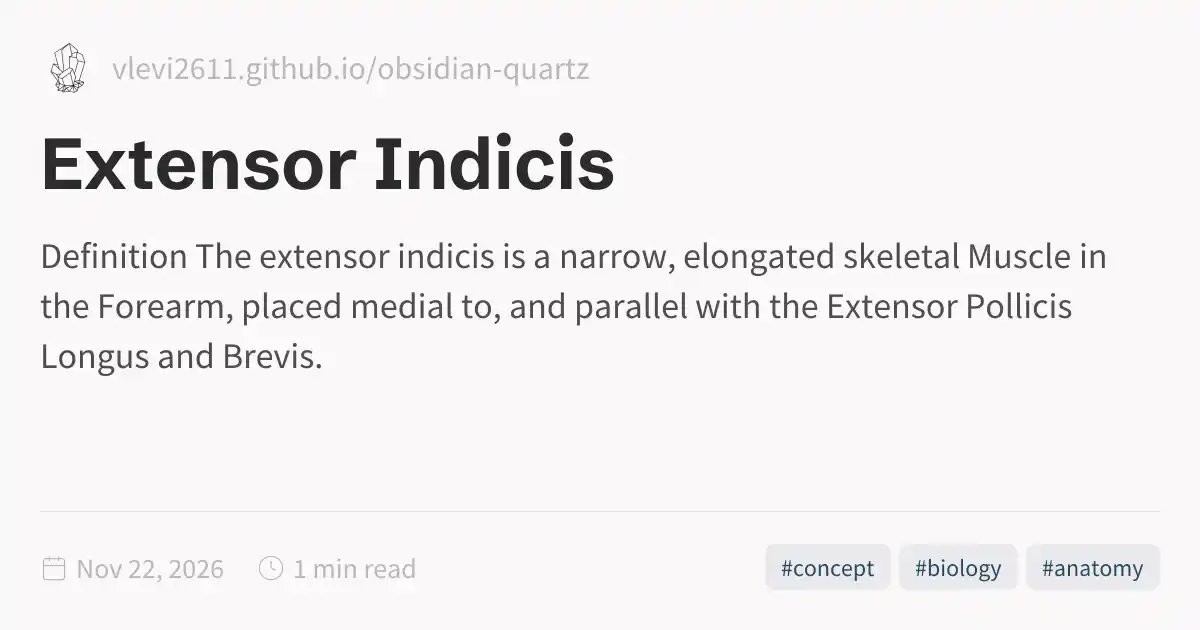 vlevi2611.github.io/obsidian-quartz
Extensor Indicis
Definition The extensor indicis is a narrow, elongated skeletal Muscle in
the Forearm, placed medial to, and parallel with the Extensor Pollicis
Longus and Brevis.
Nov 22, 2026 1 min read #concept #biology #anatomy